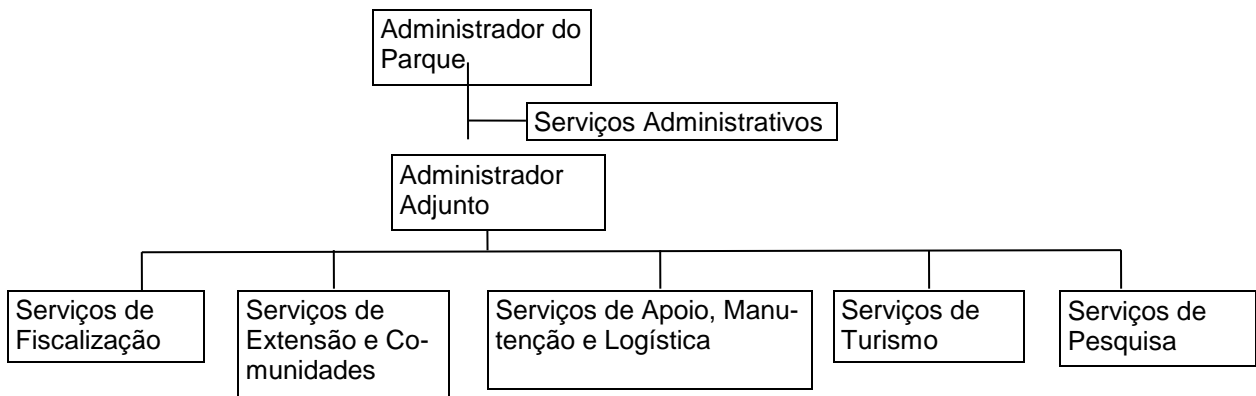 Administrador do
Parque
Serviços Administrativos
Administrador
Adjunto
Serviços de
Fiscalização
Serviços de
Extensão e Co-
munidades
Serviços de Apoio, Manu-
tenção e Logística
Serviços de
Turismo
Serviços de
Pesquisa